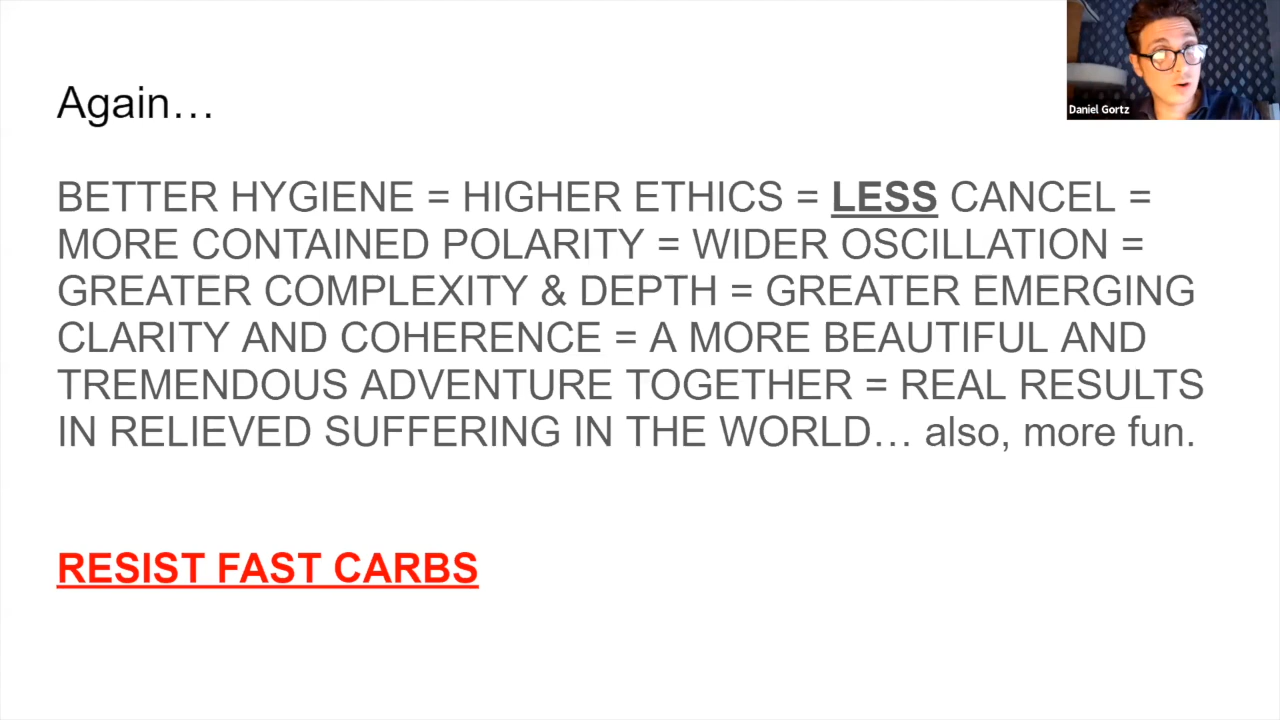 Again…
BETTER HYGIENE = HIGHER ETHICS = LESS CANCEL =
MORE CONTAINED POLARITY = WIDER OSCILLATION =
GREATER COMPLEXITY & DEPTH = GREATER EMERGING
CLARITY AND COHERENCE = A MORE BEAUTIFUL AND
TREMENDOUS ADVENTURE TOGETHER = REAL RESULTS
IN RELIEVED SUFFERING IN THE WORLD… also, more fun.
RESIST FAST CARBS
Daniel Gortz